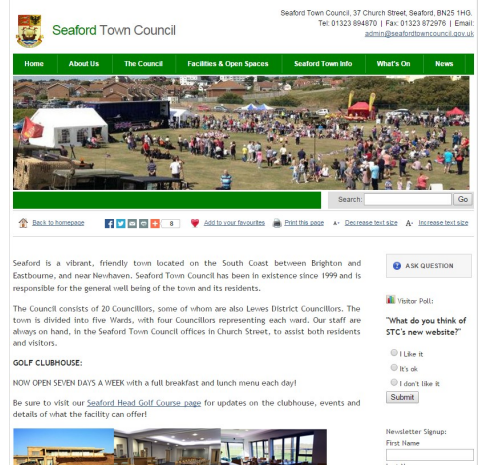 Seaford Town Council, 37 Church Street, Seaford, BN25 1HG.
Tel: 01323 894870 | Fax: 01323 872976 | Email:
admin@seafordtowncouncil.gov.uk
Seaford Town Council
Home About Us The Council Facilities & Open Spaces Seaford Town Info What's On News
Search: Go
Back to homepage 8 Add to your favourites Print this page A- Decrease text size A- Increase text size
Seaford is a vibrant, friendly town located on the South Coast between Brighton and
Eastbourne, and near Newhaven. Seaford Town Council has been in existence since 1999 and is
responsible for the general well being of the town and its residents.
The Council consists of 20 Councillors, some of whom are also Lewes District Councillors. The
town is divided into five Wards, with four Councillors representing each ward. Our staff are
always on hand, in the Seaford Town Council offices in Church Street, to assist both residents
and visitors.
GOLF CLUBHOUSE:
NOW OPEN SEVEN DAYS A WEEK with a full breakfast and lunch menu each day!
Be sure to visit our Seaford Head Golf Course page for updates on the clubhouse, events and
details of what the facility can offer!
ASK QUESTION
Visitor Poll:
"What do you think of
STC's new website?"
I Like it
It's ok
I don't like it
Submit
Newsletter Signup:
First Name